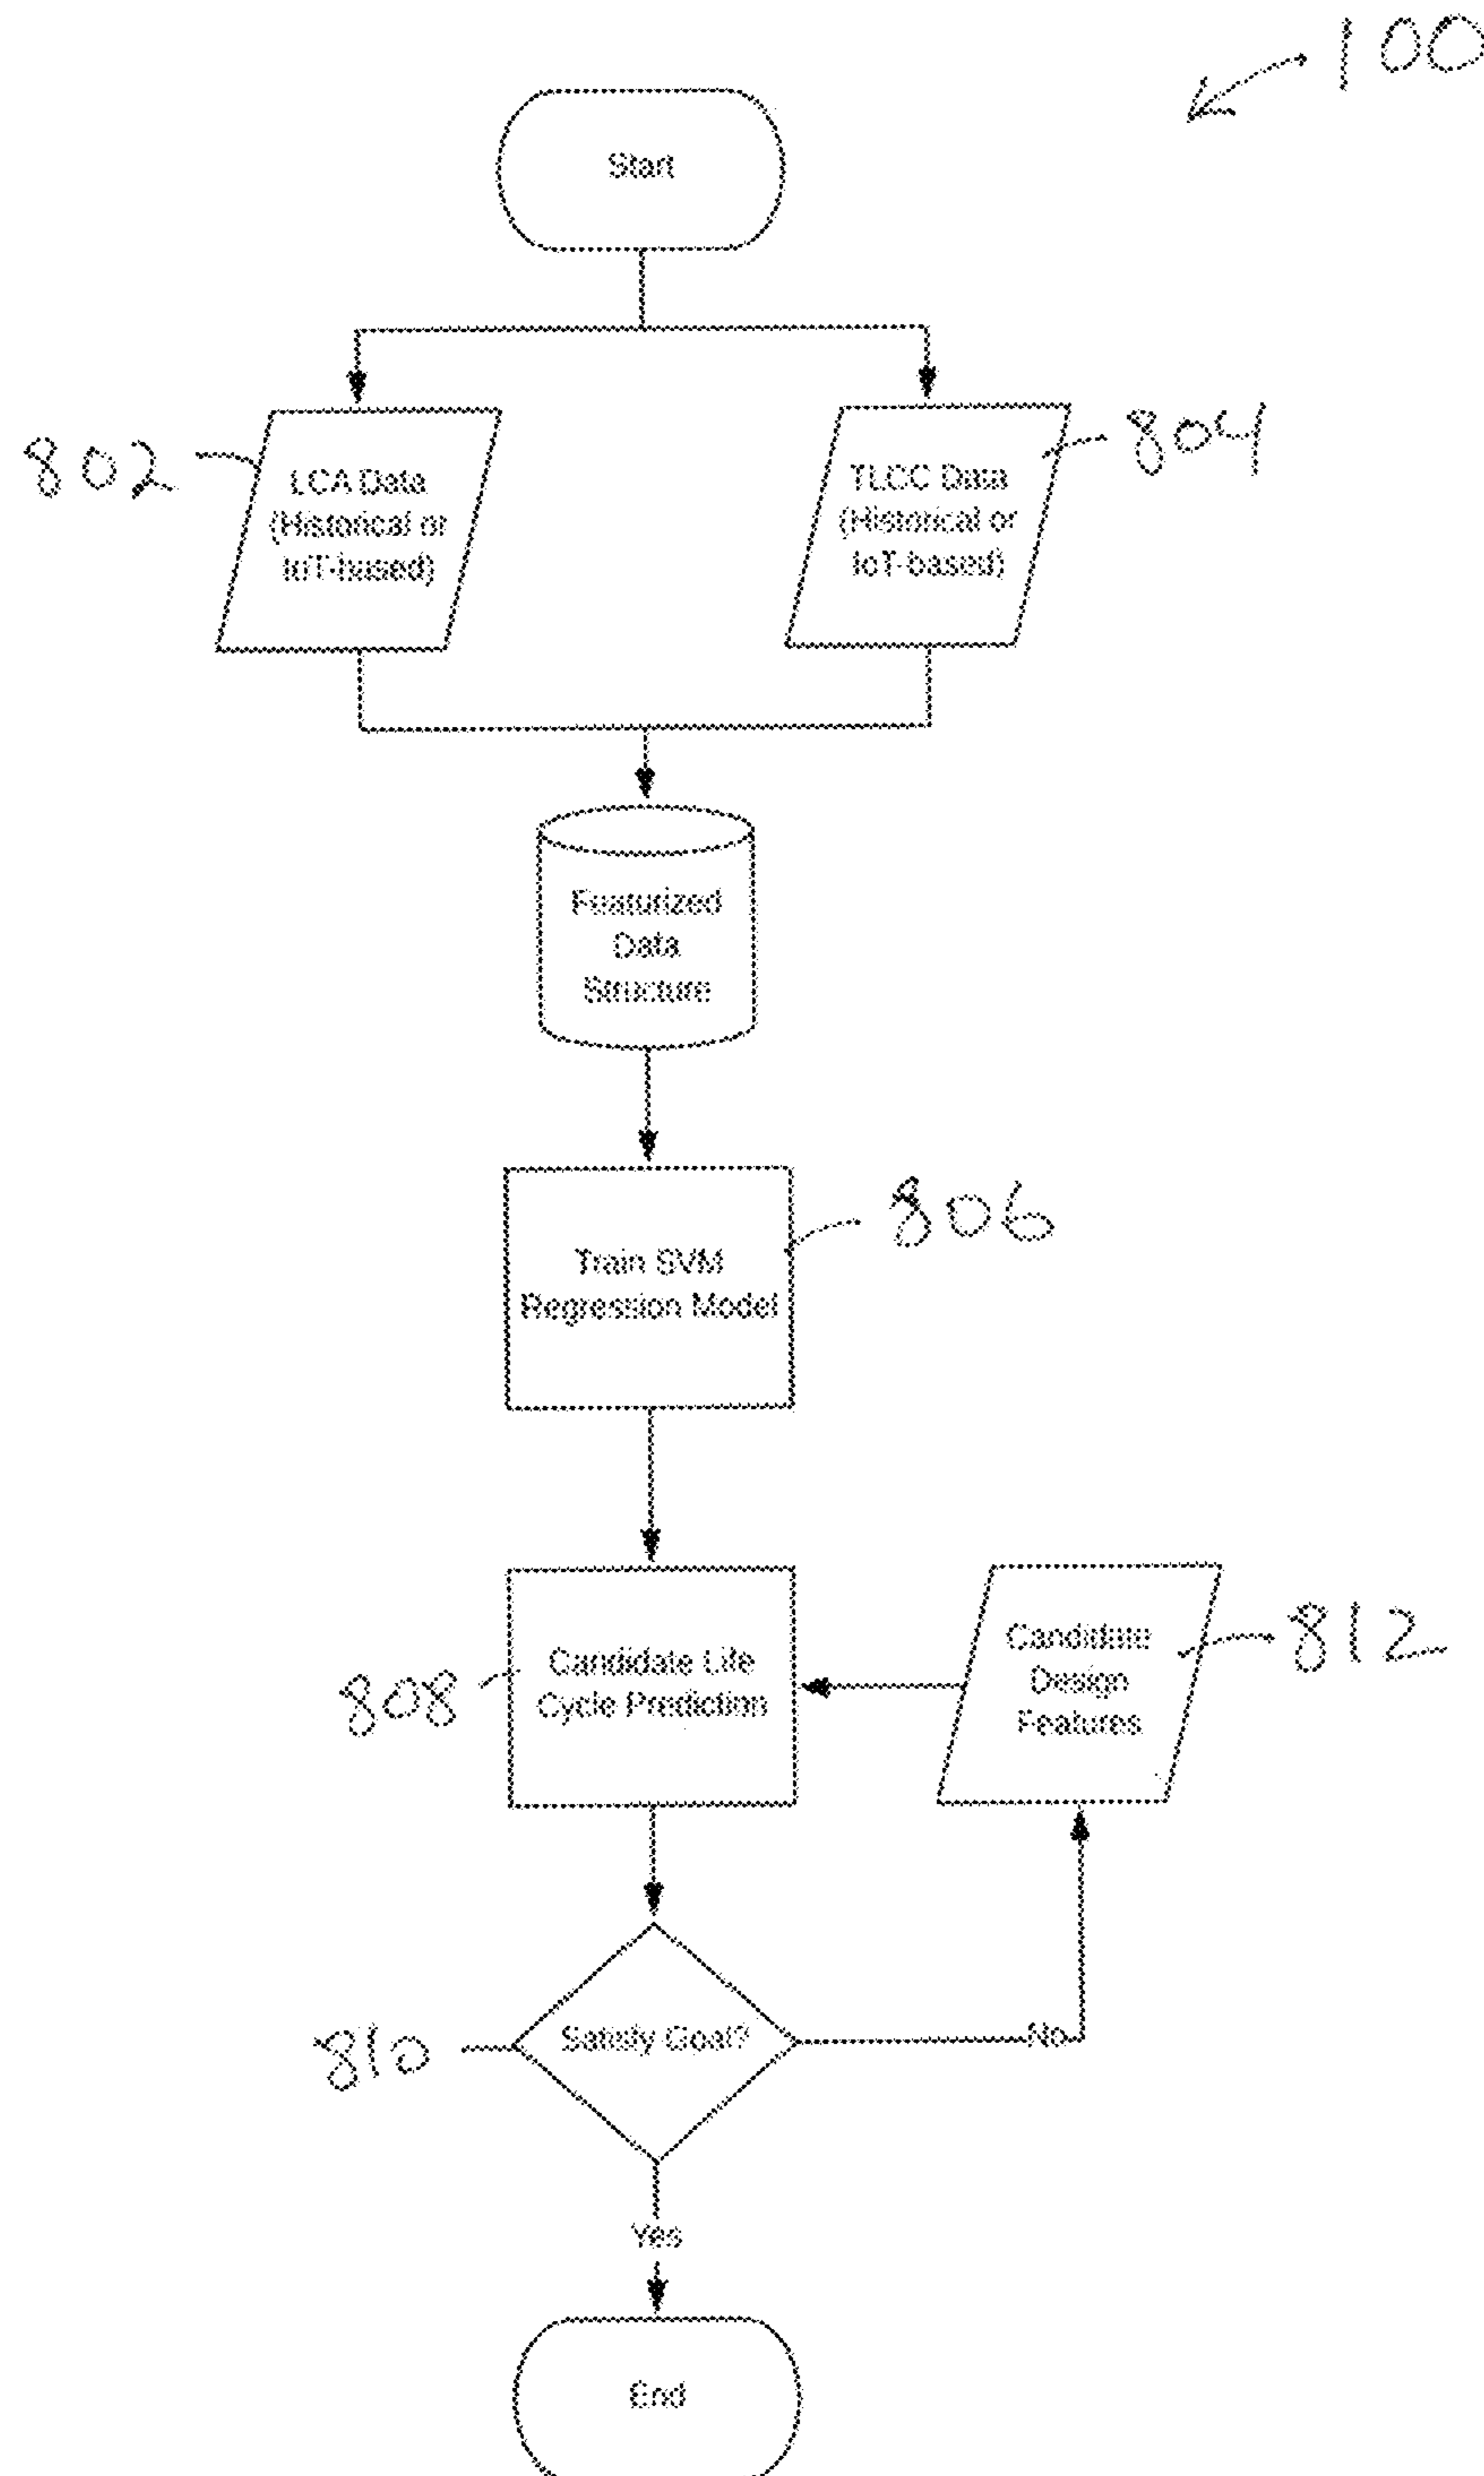 100
Start
802
LCA Data
(Historical or
IoT-based)
TLCC Data
(Historical or
IoT-based)
804
Featurized
Data
Structure
Train SVM
Regression Model
806
808
Candidate Life
Cycle Prediction
Candidate
Design
Features
812
810
Satisfy Goal?
No
Yes
End